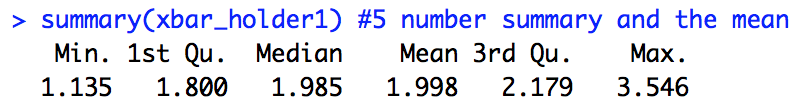 > summary(xbar_holder1) #5 number summary and the mean
Min. 1st Qu. Median Mean 3rd Qu. Max.
1.135 1.800 1.985 1.998 2.179 3.546